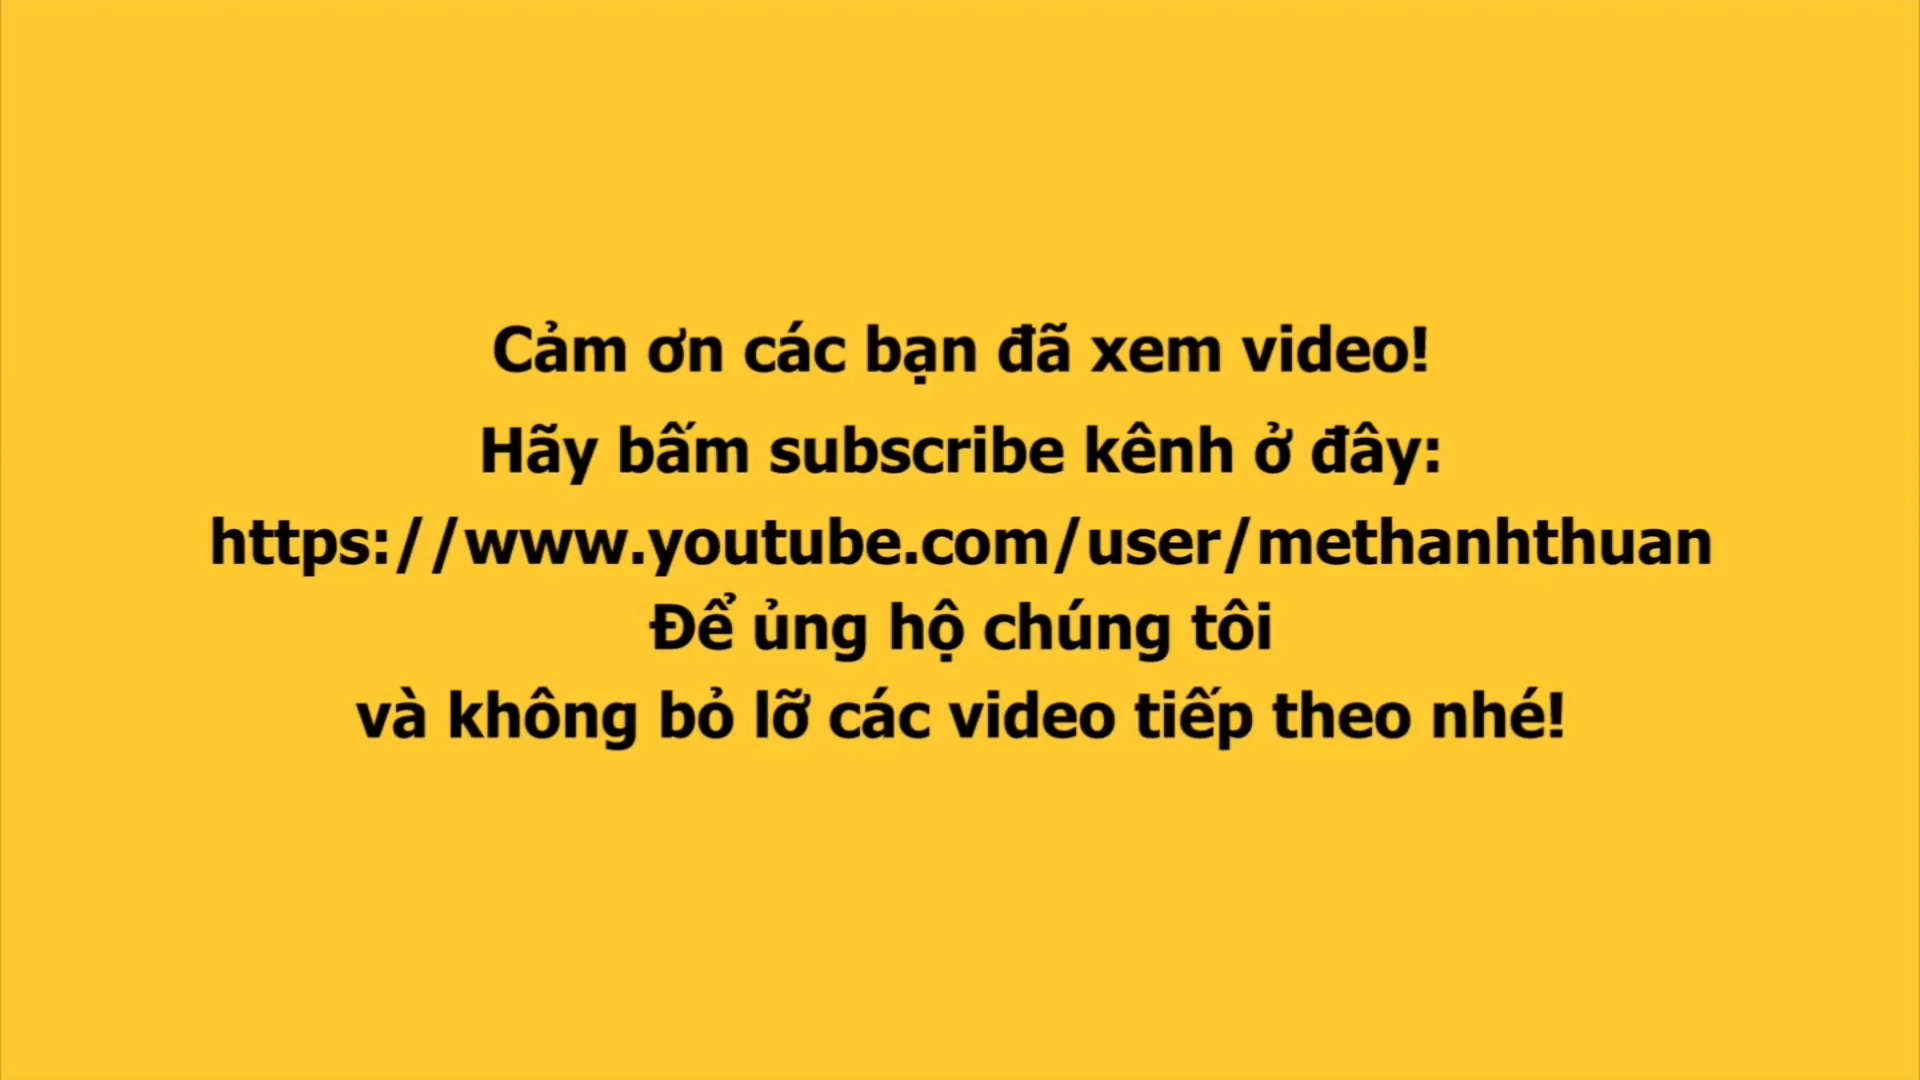 Cảm ơn các bạn đã xem video!
Hãy bấm subscribe kênh ở đây:
https://www.youtube.com/user/methanhthuan
Để ủng hộ chúng tôi
và không bỏ lỡ các video tiếp theo nhé!